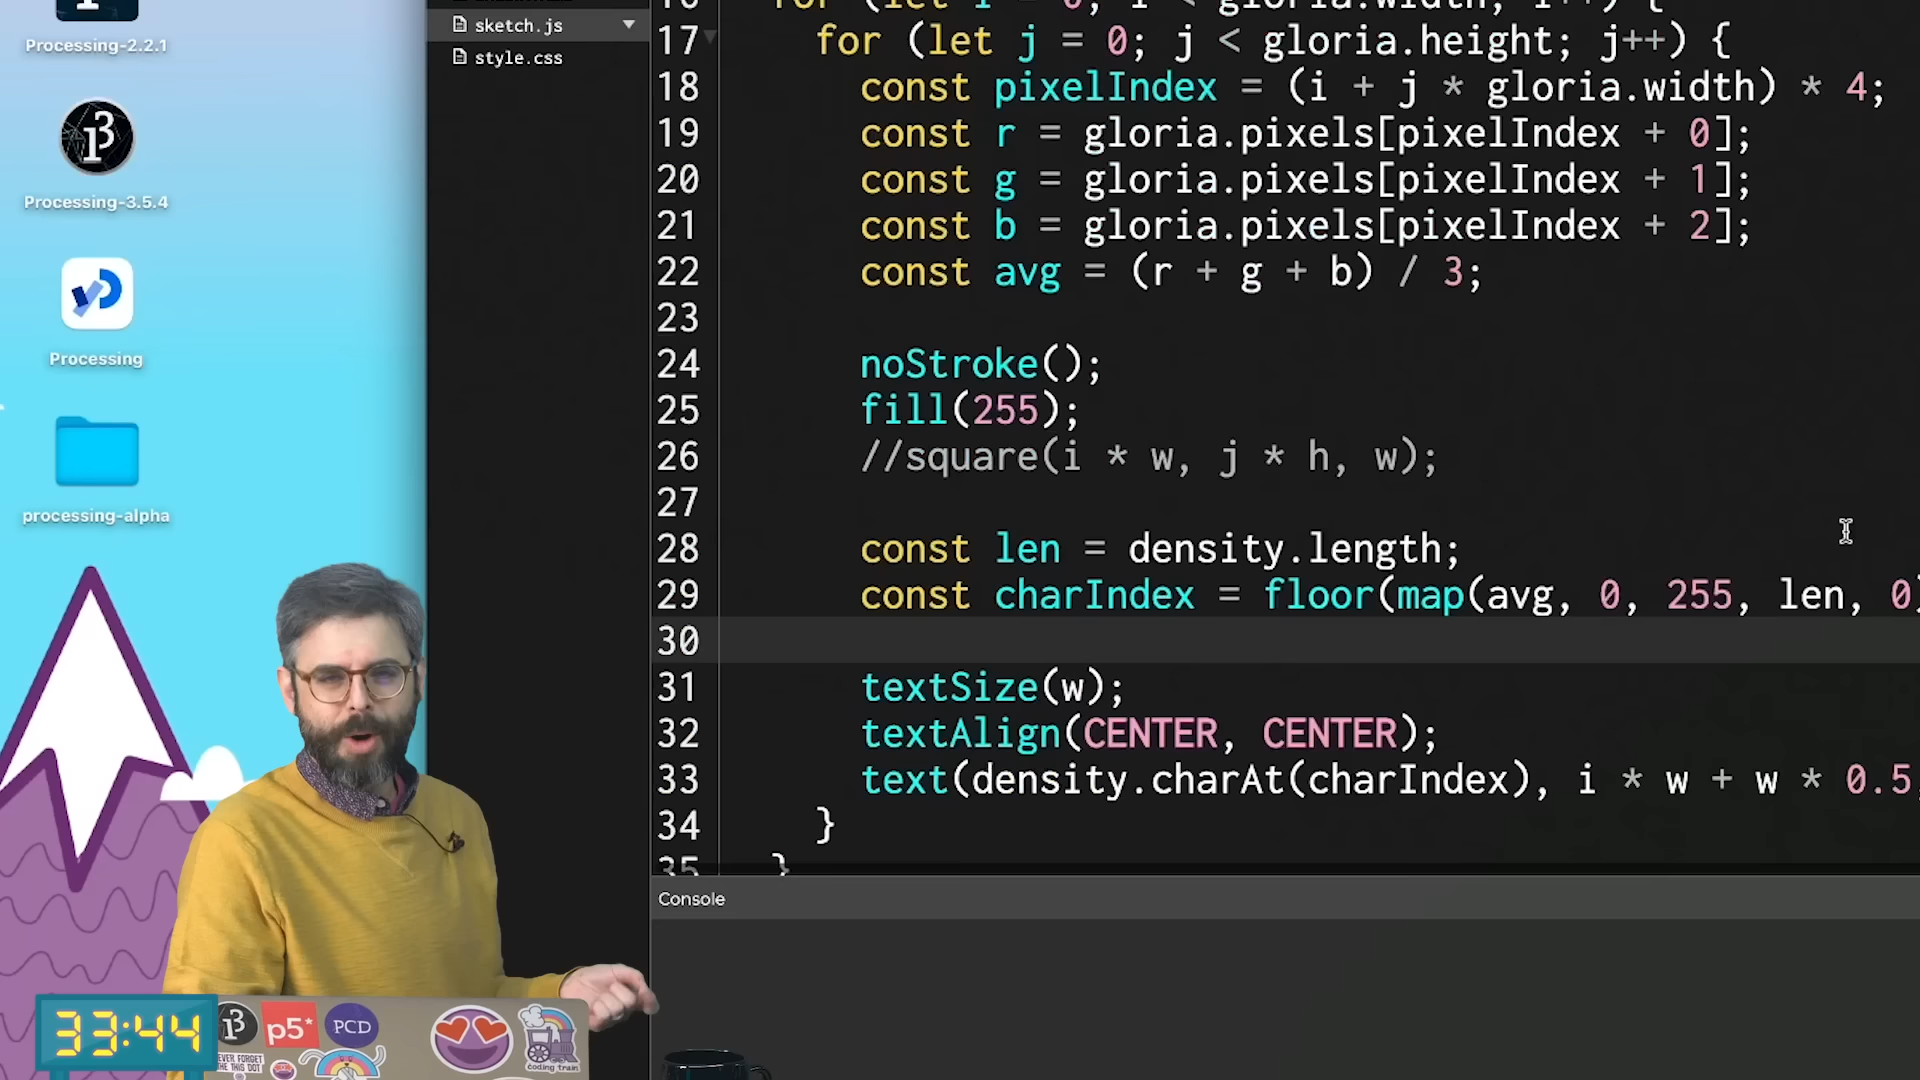 Processing-2.2.1
Processing-3.5.4
Processing
processing-alpha
sketch.js
style.css
17 for (let j = 0; j < gloria.height; j++) {
18 const pixelIndex = (i + j * gloria.width) * 4;
19 const r = gloria.pixels[pixelIndex + 0];
20 const g = gloria.pixels[pixelIndex + 1];
21 const b = gloria.pixels[pixelIndex + 2];
22 const avg = (r + g + b) / 3;
23
24 noStroke();
25 fill(255);
26 //square(i * w, j * h, w);
27
28 const len = density.length;
29 const charIndex = floor(map(avg, 0, 255, len, 0)
30
31 textSize(w);
32 textAlign(CENTER, CENTER);
33 text(density.charAt(charIndex), i * w + w * 0.5
34 }
35 }
Console
33:44
p5*
PCD
coding train